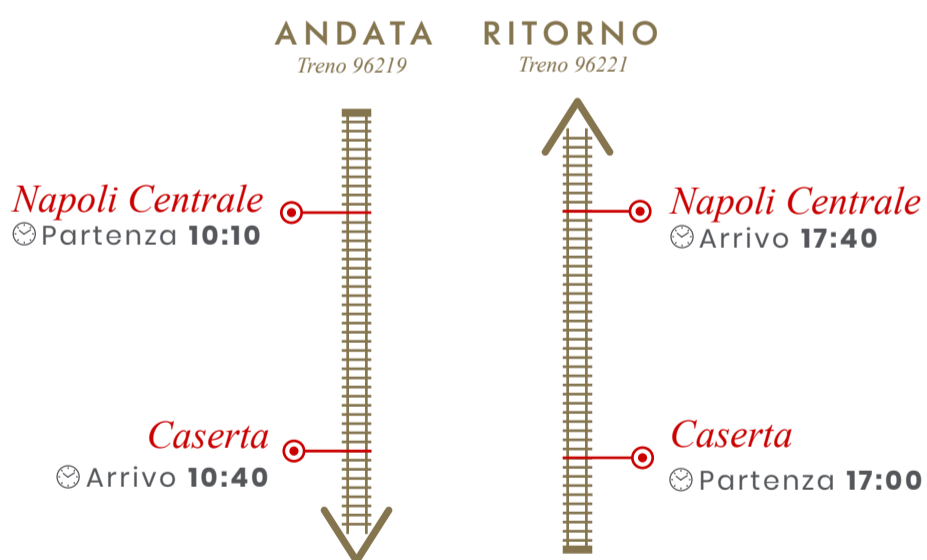 ANDATA
Treno 96219
Napoli Centrale
Partenza 10:10
Caserta
Arrivo 10:40
RITORNO
Treno 96221
Napoli Centrale
Arrivo 17:40
Caserta
Partenza 17:00